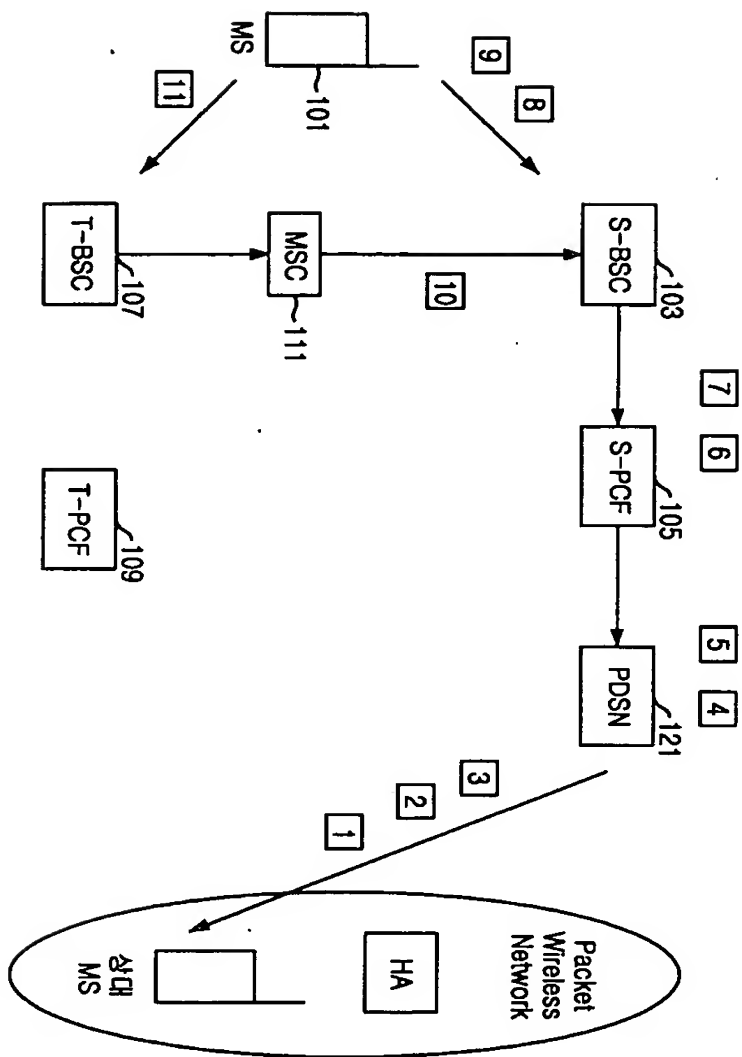 7 6 5 4
103 105 121
S-BSC S-PCF PDSN
Packet
Wireless
Network
8
9 3
10
2
1
HA
101
MS
MSC
111
11
107
T-BSC
109
T-PCF
상대
MS